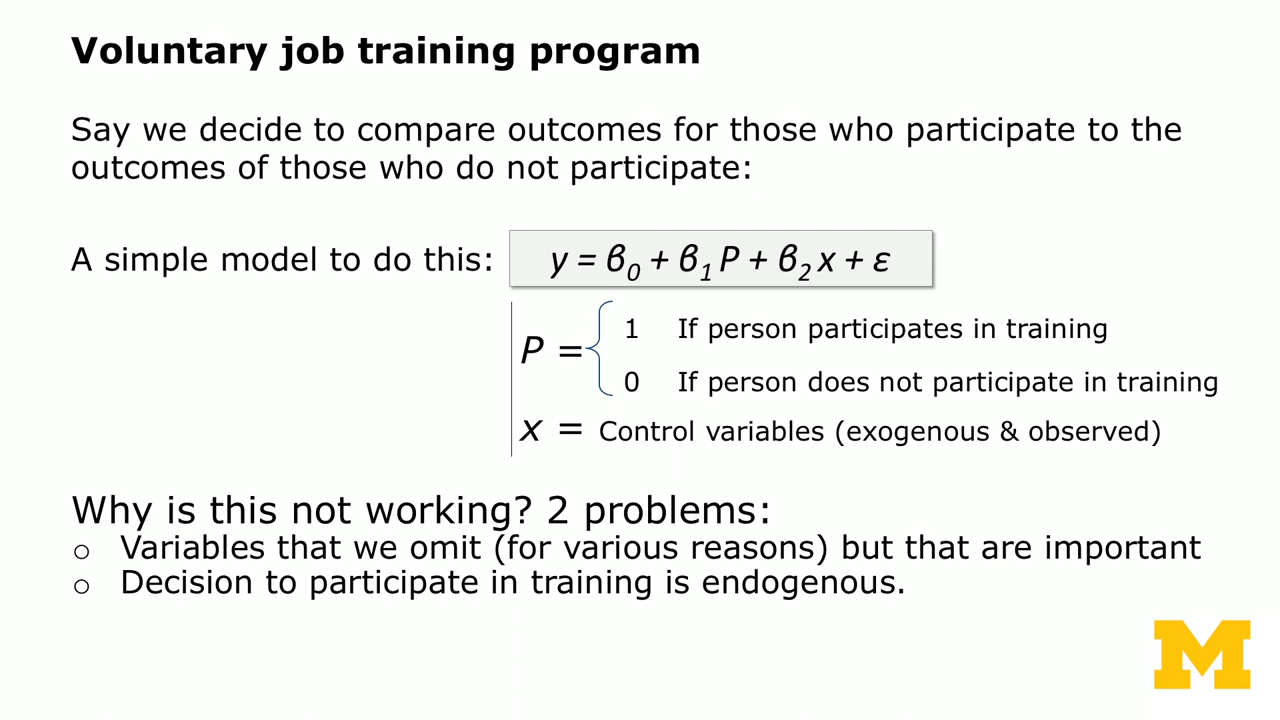 Voluntary job training program
Say we decide to compare outcomes for those who participate to the
outcomes of those who do not participate:
A simple model to do this: y = β0 + β1 P + β2 x + ε
P = 1 If person participates in training
0 If person does not participate in training
x = Control variables (exogenous & observed)
Why is this not working? 2 problems:
o Variables that we omit (for various reasons) but that are important
o Decision to participate in training is endogenous.
M